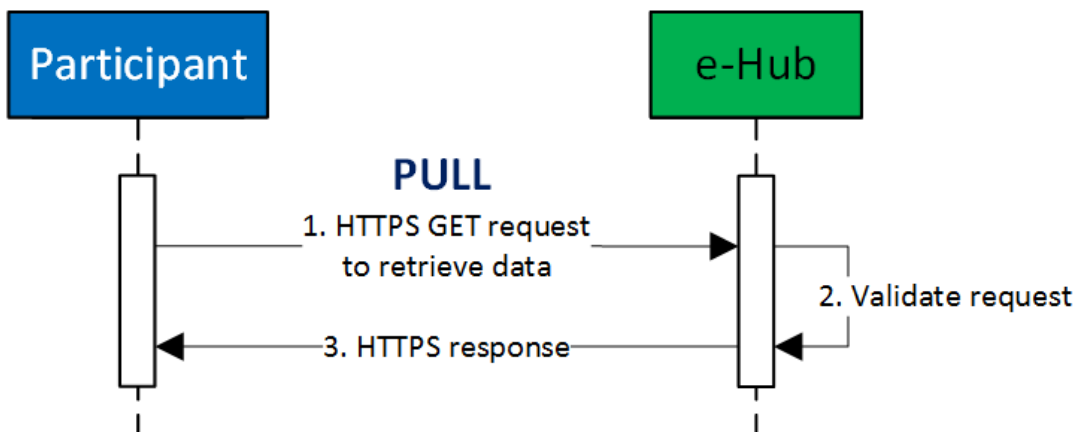 Participant
e-Hub
PULL
1. HTTPS GET request
to retrieve data
2. Validate request
3. HTTPS response